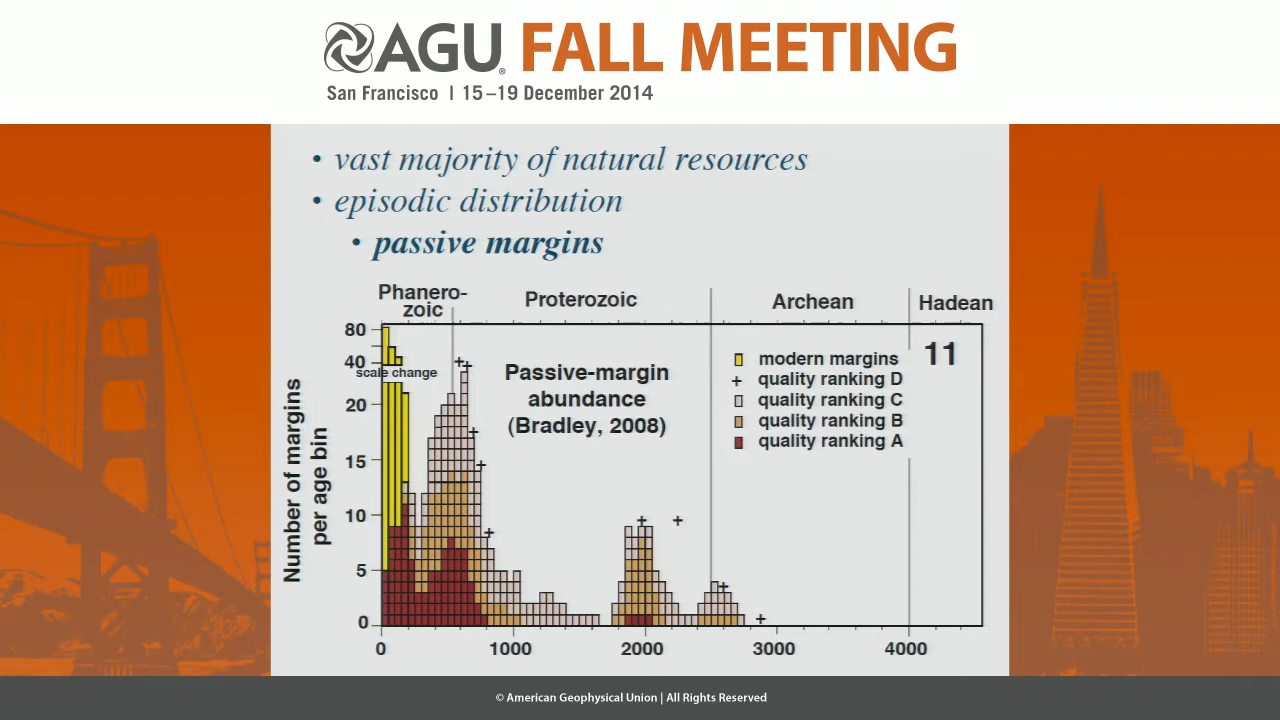 AGU FALL MEETING
®
San Francisco | 15–19 December 2014
• vast majority of natural resources
• episodic distribution
• passive margins
Phanero-
zoic
Proterozoic
Archean
Hadean
80
40
scale change
20
15
10
5
0
Number of margins
per age bin
Passive-margin
abundance
(Bradley, 2008)
modern margins
+ quality ranking D
quality ranking C
quality ranking B
quality ranking A
11
0 1000 2000 3000 4000
© American Geophysical Union | All Rights Reserved